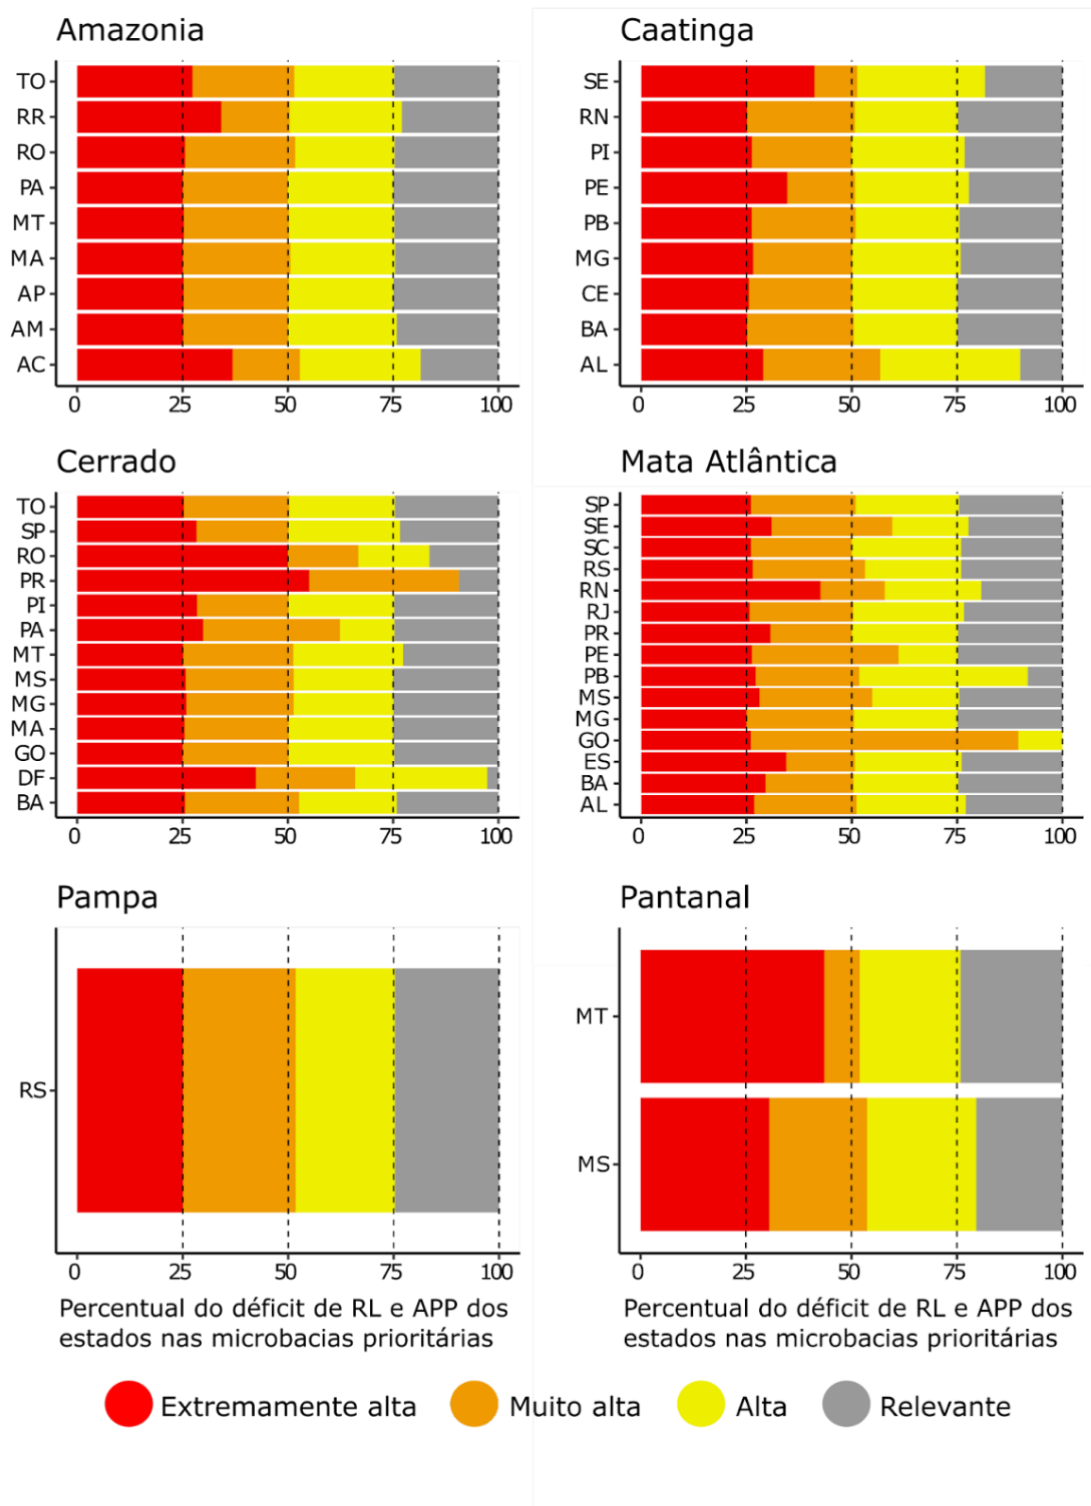 Amazonia
TO
RR
RO
PA
MT
MA
AP
AM
AC
0 25 50 75 100
Caatinga
SE
RN
PI
PE
PB
MG
CE
BA
AL
0 25 50 75 100
Cerrado
TO
SP
RO
PR
PI
PA
MT
MS
MG
MA
GO
DF
BA
0 25 50 75 100
Mata Atlântica
SP
SE
SC
RS
RN
RJ
PR
PE
PB
MS
MG
GO
ES
BA
AL
0 25 50 75 100
Pampa
RS
0 25 50 75 100
Percentual do déficit de RL e APP dos
estados nas microbacias prioritárias
Pantanal
MT
MS
0 25 50 75 100
Percentual do déficit de RL e APP dos
estados nas microbacias prioritárias
Extremamente alta Muito alta Alta Relevante